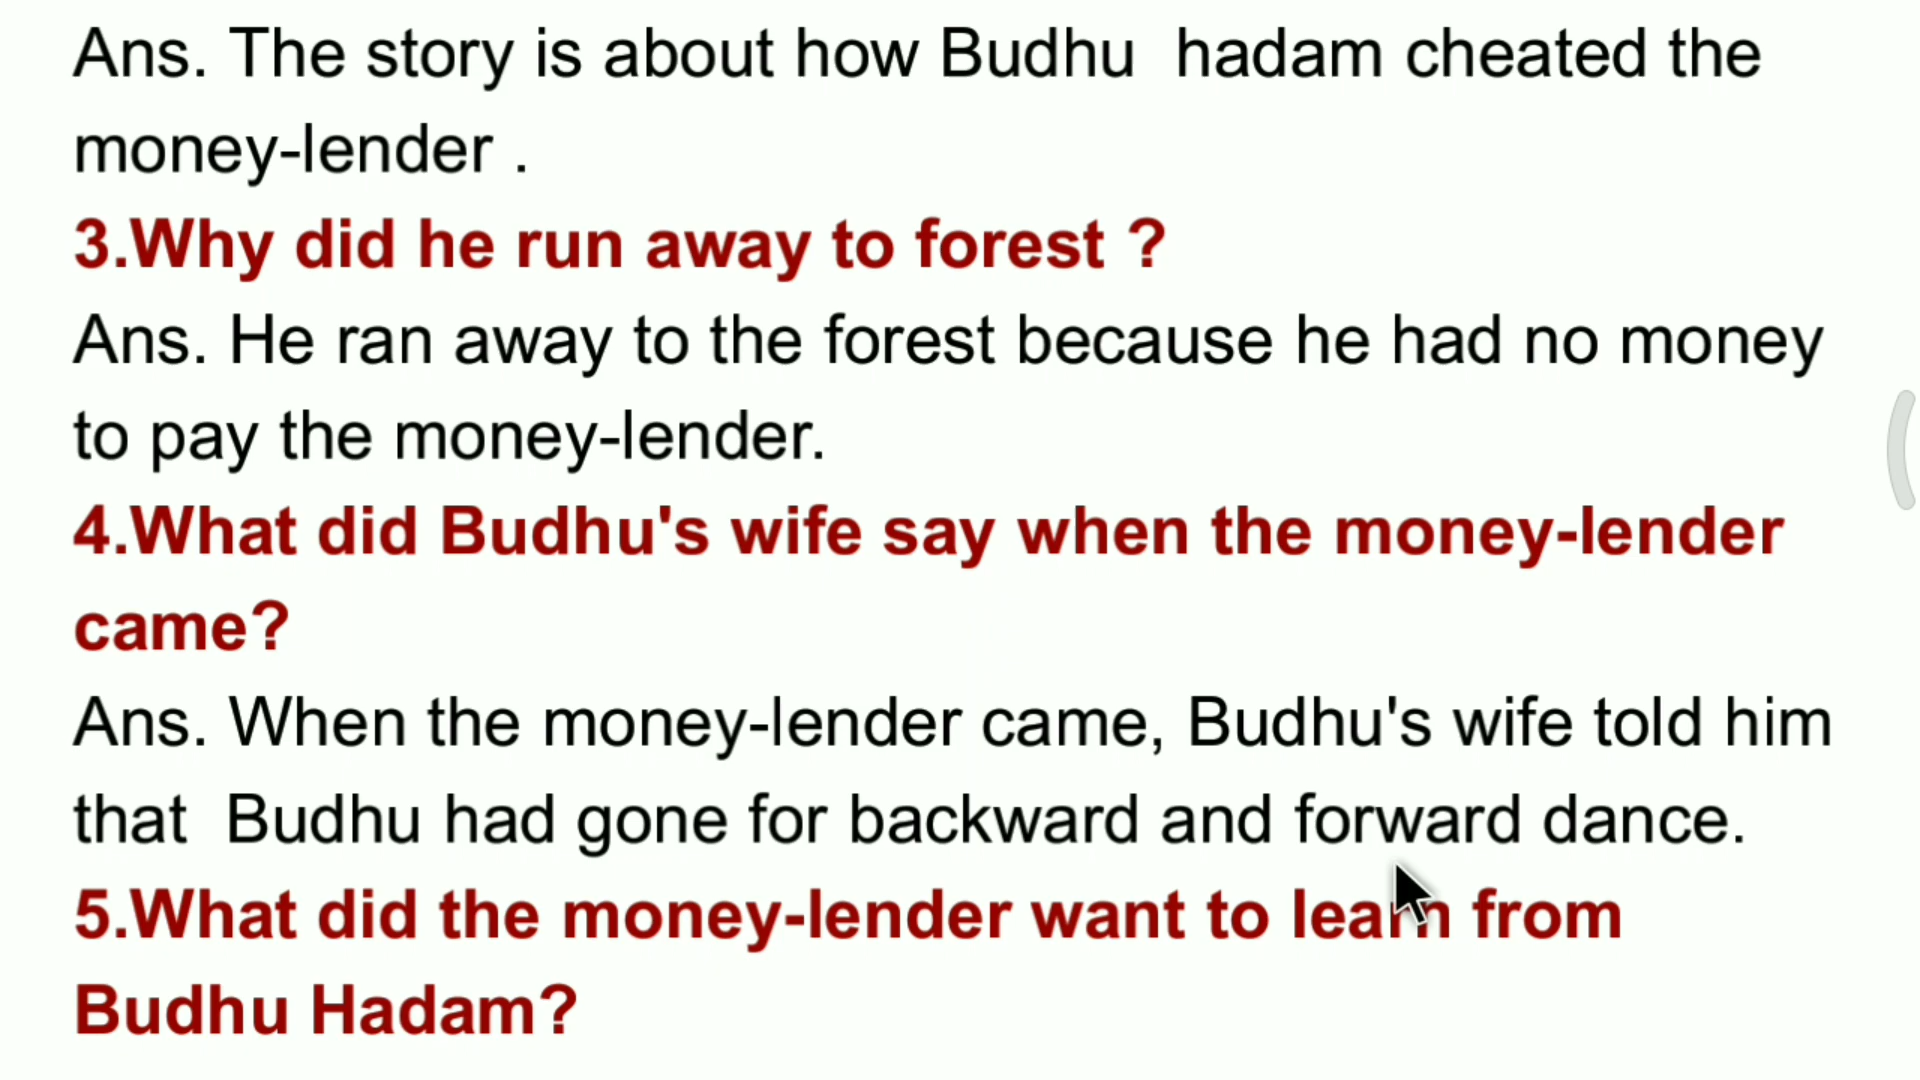 Ans. The story is about how Budhu  hadam cheated the
money-lender .
3.Why did he run away to forest ?
Ans. He ran away to the forest because he had no money
to pay the money-lender.
4.What did Budhu's wife say when the money-lender
came?
Ans. When the money-lender came, Budhu's wife told him
that  Budhu had gone for backward and forward dance.
5.What did the money-lender want to learn from
Budhu Hadam?